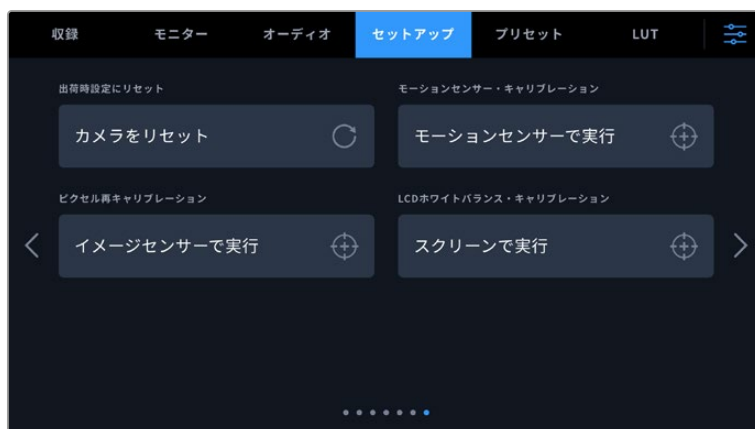 収録 モニター オーディオ セットアップ プリセット LUT
出荷時設定にリセット モーションセンサー・キャリブレーション
カメラをリセット モーションセンサーで実行
ピクセル再キャリブレーション LCDホワイトバランス・キャリブレーション
イメージセンサーで実行 スクリーンで実行